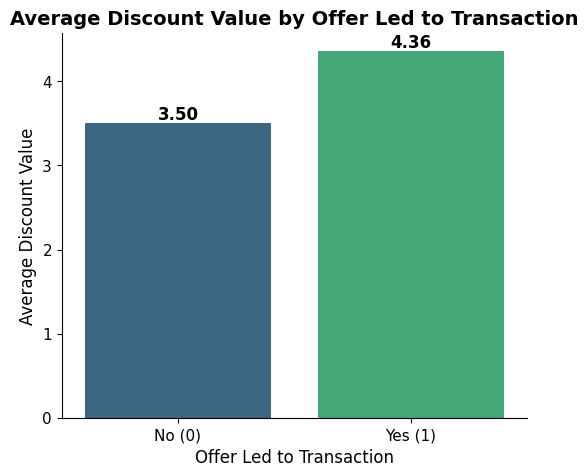 Average Discount Value by Offer Led to Transaction
4.36
3.50
4
3
2
1
0
Average Discount Value
No (0) Yes (1)
Offer Led to Transaction